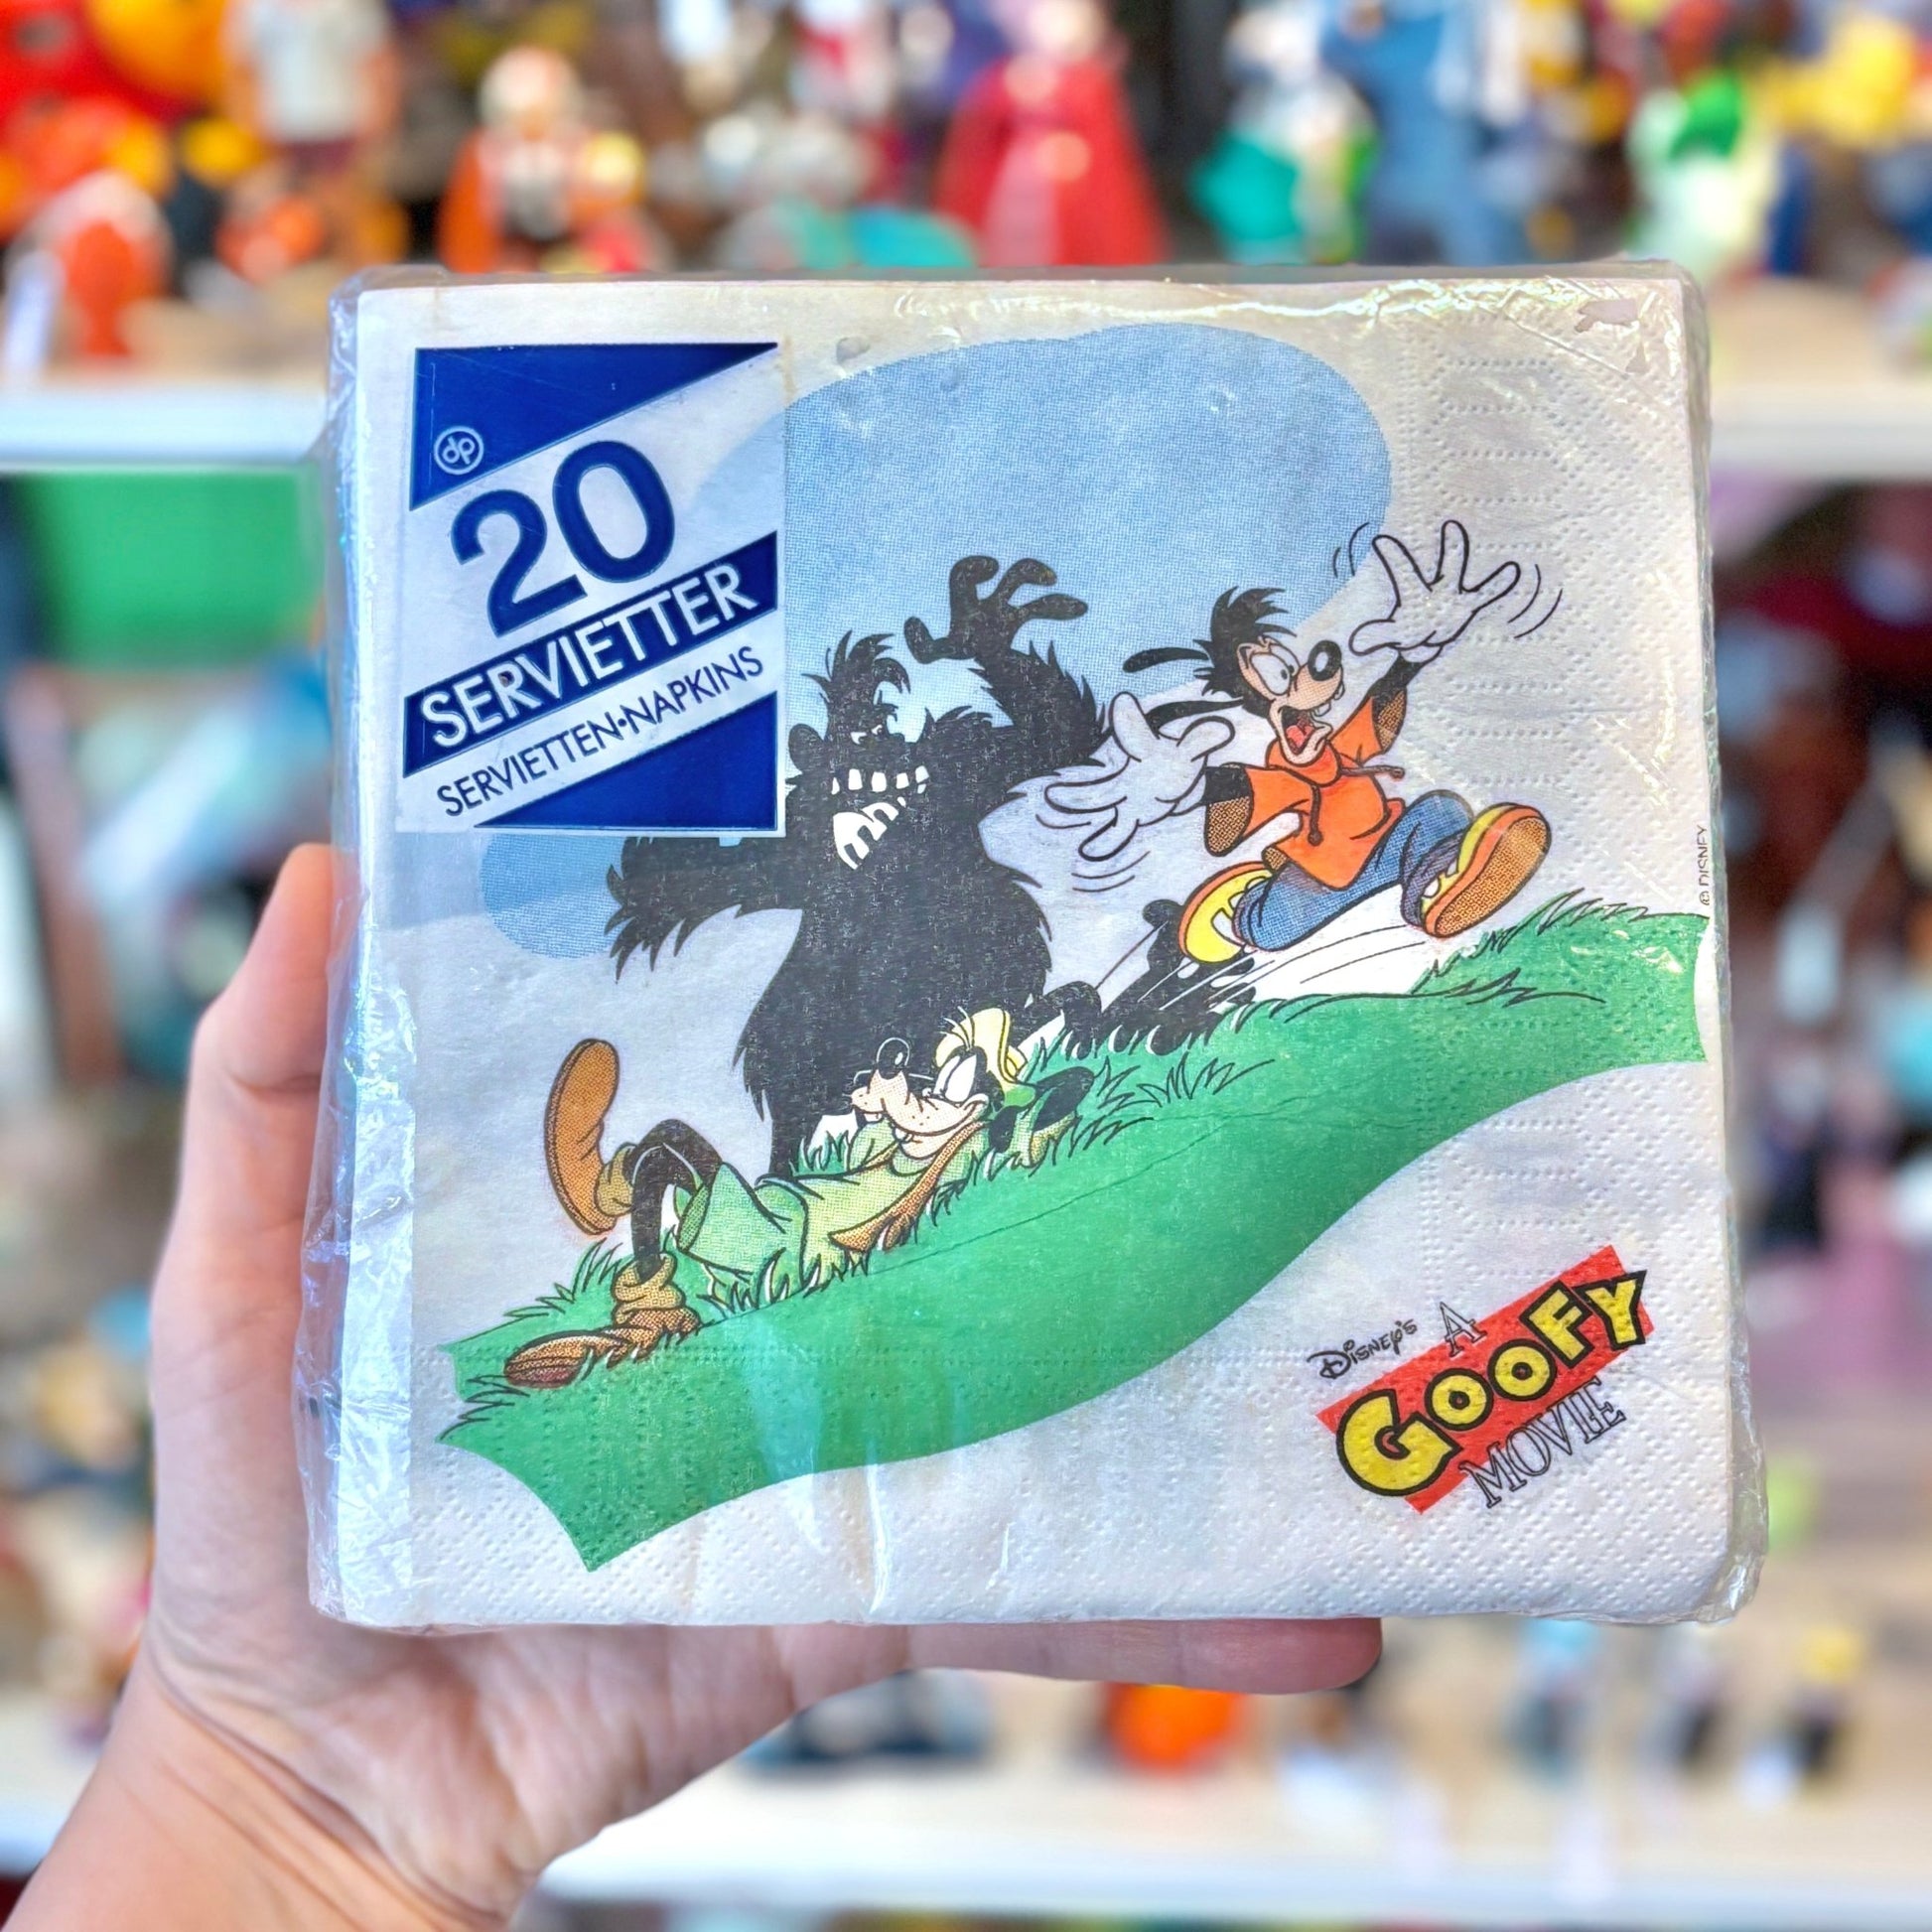 dp
20
SERVIETTER
SERVIETTEN•NAPKINS
© DISNEY
DISNEY'S A
GOOFY
MOVIE